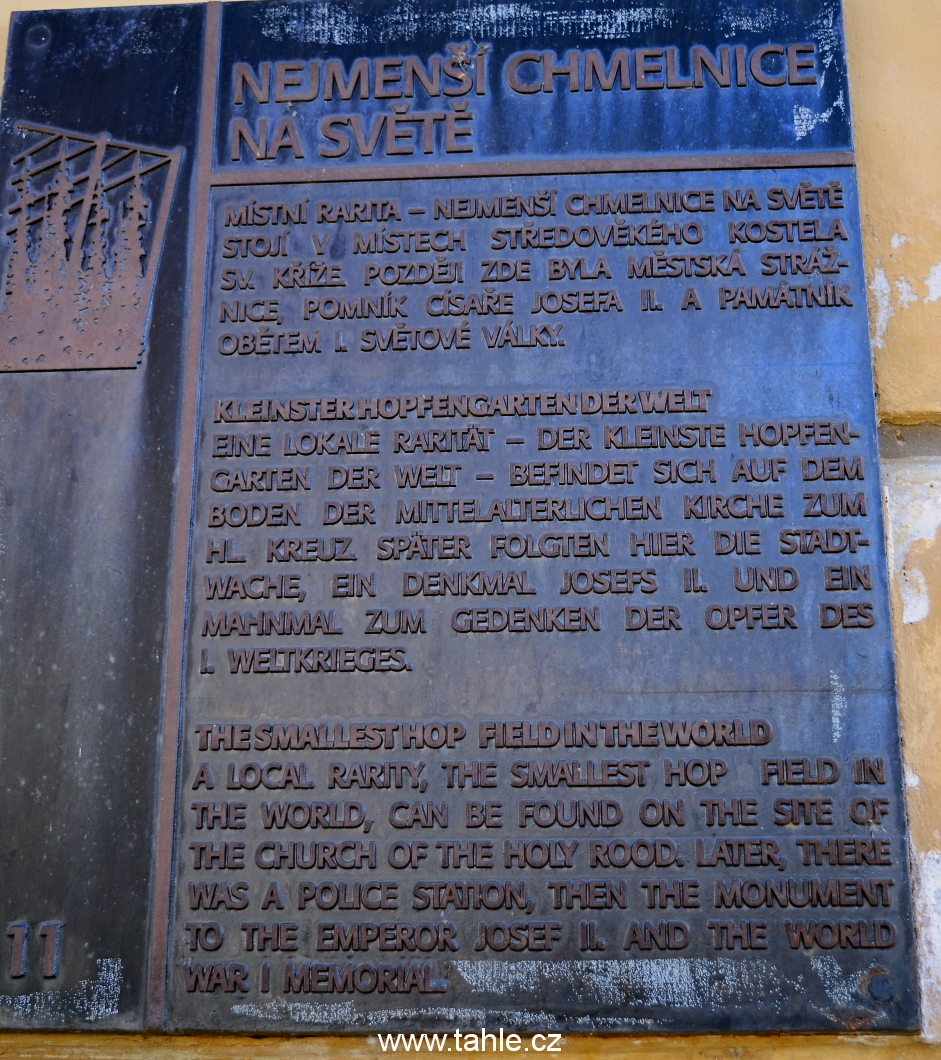 NEJMENŠÍ CHMELNICE
NA SVĚTĚ
MÍSTNÍ RARITA – NEJMENŠÍ CHMELNICE NA SVĚTĚ
STOJÍ V MÍSTECH STŘEDOVĚKÉHO KOSTELA
SV. KŘÍŽE. POZDĚJI ZDE BYLA MĚSTSKÁ STRÁŽ-
NICE, POMNÍK CÍSAŘE JOSEFA II. A PAMÁTNÍK
OBĚTEM I. SVĚTOVÉ VÁLKY.
KLEINSTER HOPFENGARTEN DER WELT
EINE LOKALE RARITÄT – DER KLEINSTE HOPFEN-
GARTEN DER WELT – BEFINDET SICH AUF DEM
BODEN DER MITTELALTERLICHEN KIRCHE ZUM
HL. KREUZ. SPÄTER FOLGTEN HIER DIE STADT-
WACHE, EIN DENKMAL JOSEFS II. UND EIN
MAHNMAL ZUM GEDENKEN DER OPFER DES
I. WELTKRIEGES.
THE SMALLEST HOP FIELD IN THE WORLD
A LOCAL RARITY, THE SMALLEST HOP FIELD IN
THE WORLD, CAN BE FOUND ON THE SITE OF
THE CHURCH OF THE HOLY ROOD. LATER, THERE
WAS A POLICE STATION, THEN THE MONUMENT
TO THE EMPEROR JOSEF II. AND THE WORLD
WAR I MEMORIAL.
11
www.tahle.cz